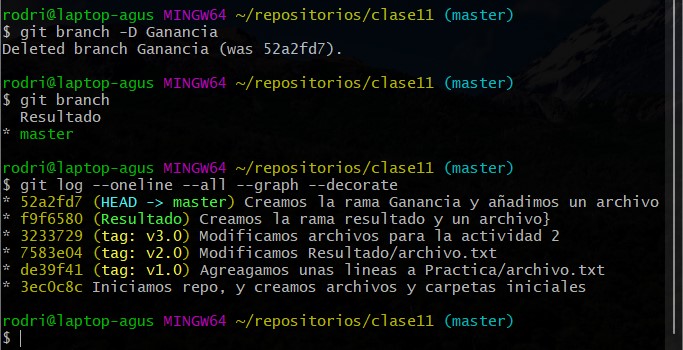 rodri@laptop-agus MINGW64 ~/repositorios/clase11 (master)
$ git branch -D Ganancia
Deleted branch Ganancia (was 52a2fd7).
rodri@laptop-agus MINGW64 ~/repositorios/clase11 (master)
$ git branch
  Resultado
* master
rodri@laptop-agus MINGW64 ~/repositorios/clase11 (master)
$ git log --oneline --all --graph --decorate
* 52a2fd7 (HEAD -> master) Creamos la rama Ganancia y añadimos un archivo
* f9f6580 (Resultado) Creamos la rama resultado y un archivo}
* 3233729 (tag: v3.0) Modificamos archivos para la actividad 2
* 7583e04 (tag: v2.0) Modificamos Resultado/archivo.txt
* de39f41 (tag: v1.0) Agreagamos unas lineas a Practica/archivo.txt
* 3ec0c8c Iniciamos repo, y creamos archivos y carpetas iniciales
rodri@laptop-agus MINGW64 ~/repositorios/clase11 (master)
$